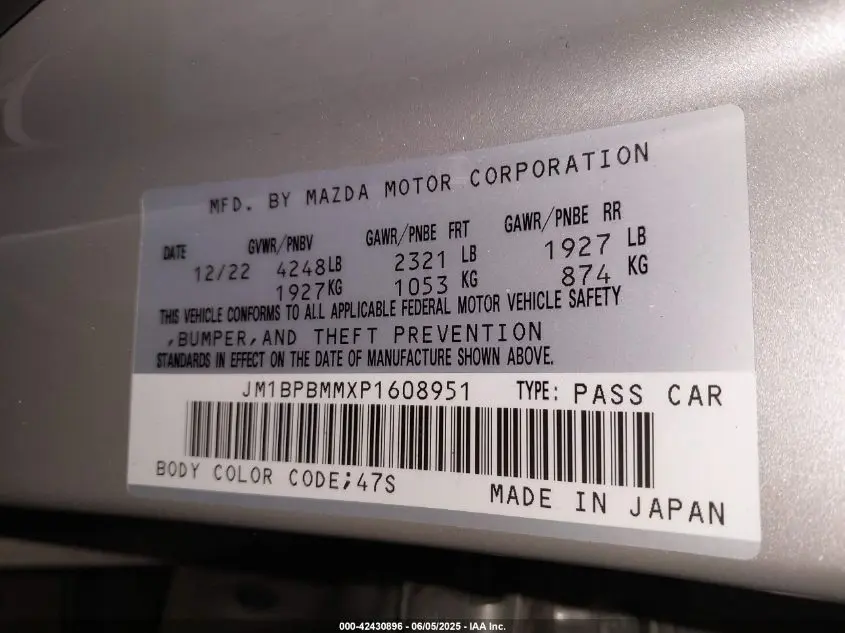 MFD. BY MAZDA MOTOR CORPORATION
DATE GVWR/PNBV GAWR/PNBE FRT GAWR/PNBE RR
12/22 4248LB 2321 LB 1927 LB
1927KG 1053 KG 874 KG
THIS VEHICLE CONFORMS TO ALL APPLICABLE FEDERAL MOTOR VEHICLE SAFETY
,BUMPER,AND THEFT PREVENTION
STANDARDS IN EFFECT ON THE DATE OF MANUFACTURE SHOWN ABOVE.
JM1BPBMMXP1608951 TYPE: PASS CAR
BODY COLOR CODE;47S
MADE IN JAPAN
000-42430896 - 06/05/2025 - IAA Inc.